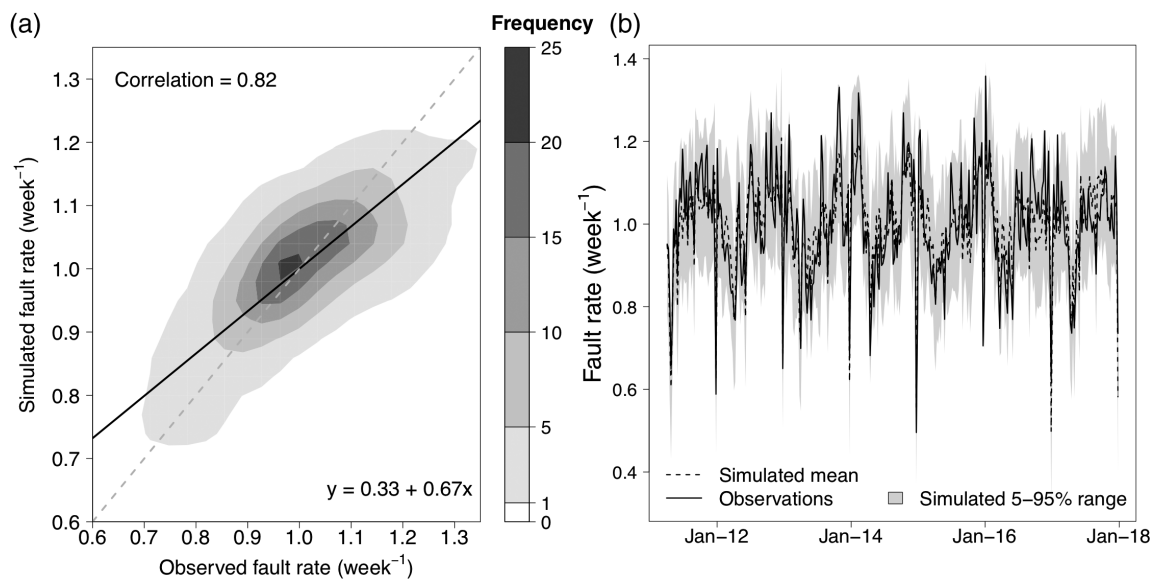 (a)
Frequency
(b)
Correlation = 0.82
y = 0.33 + 0.67x
Simulated fault rate (week⁻¹)
1.3
1.2
1.1
1.0
0.9
0.8
0.7
0.6
0.6 0.7 0.8 0.9 1.0 1.1 1.2 1.3
Observed fault rate (week⁻¹)
25
20
15
10
5
1
0
Fault rate (week⁻¹)
1.4
1.2
1.0
0.8
0.6
0.4
Simulated mean
Observations
Simulated 5−95% range
Jan−12 Jan−14 Jan−16 Jan−18